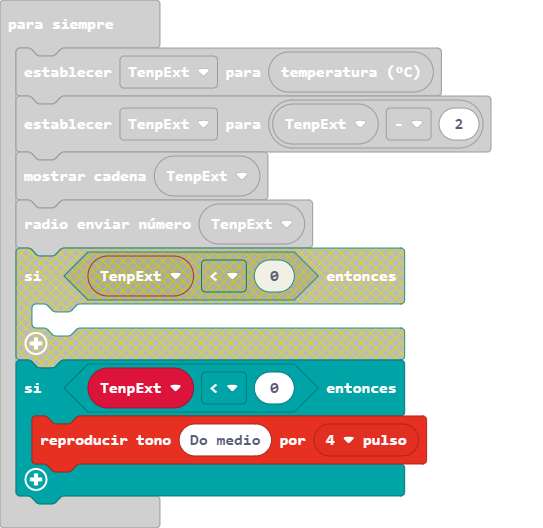 para siempre
establecer TenpExt para temperatura (ºC)
establecer TenpExt para TenpExt - 2
mostrar cadena TenpExt
radio enviar número TenpExt
si TenpExt < 0 entonces
si TenpExt < 0 entonces
reproducir tono Do medio por 4 pulso